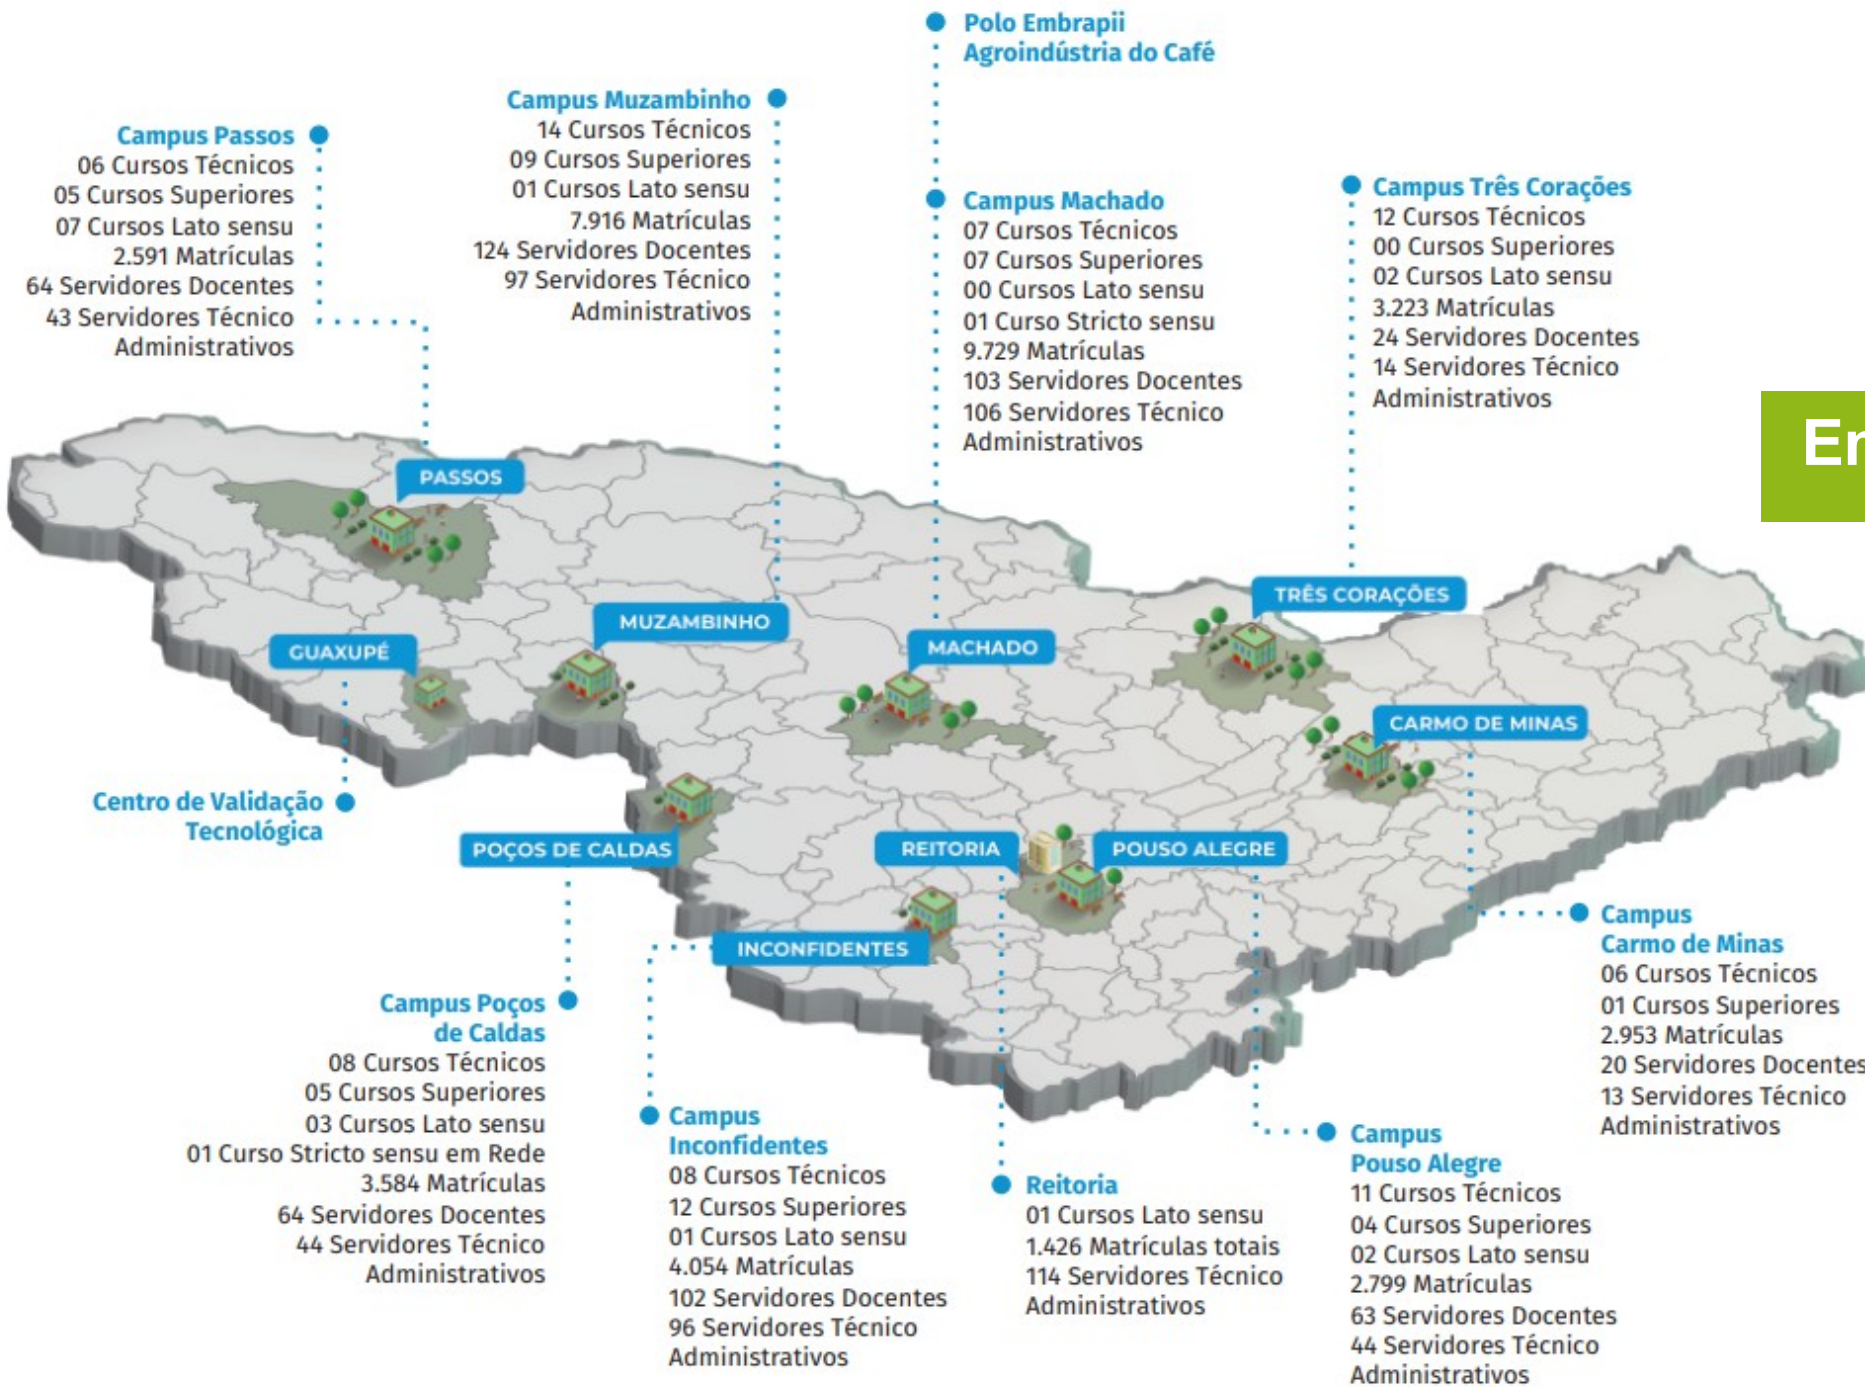 Polo Embrapii
Agroindústria do Café
Campus Passos
06 Cursos Técnicos
05 Cursos Superiores
07 Cursos Lato sensu
2.591 Matrículas
64 Servidores Docentes
43 Servidores Técnico
Administrativos
Campus Muzambinho
14 Cursos Técnicos
09 Cursos Superiores
01 Cursos Lato sensu
7.916 Matrículas
124 Servidores Docentes
97 Servidores Técnico
Administrativos
Campus Machado
07 Cursos Técnicos
07 Cursos Superiores
00 Cursos Lato sensu
01 Curso Stricto sensu
9.729 Matrículas
103 Servidores Docentes
106 Servidores Técnico
Administrativos
Campus Três Corações
12 Cursos Técnicos
00 Cursos Superiores
02 Cursos Lato sensu
3.223 Matrículas
24 Servidores Docentes
14 Servidores Técnico
Administrativos
PASSOS
TRÊS CORAÇÕES
MUZAMBINHO
GUAXUPÉ
MACHADO
CARMO DE MINAS
Centro de Validação
Tecnológica
POÇOS DE CALDAS
REITORIA
POUSO ALEGRE
INCONFIDENTES
Campus Poços
de Caldas
08 Cursos Técnicos
05 Cursos Superiores
03 Cursos Lato sensu
01 Curso Stricto sensu em Rede
3.584 Matrículas
64 Servidores Docentes
44 Servidores Técnico
Administrativos
Campus
Inconfidentes
08 Cursos Técnicos
12 Cursos Superiores
01 Cursos Lato sensu
4.054 Matrículas
102 Servidores Docentes
96 Servidores Técnico
Administrativos
Reitoria
01 Cursos Lato sensu
1.426 Matrículas totais
114 Servidores Técnico
Administrativos
Campus
Pouso Alegre
11 Cursos Técnicos
04 Cursos Superiores
02 Cursos Lato sensu
2.799 Matrículas
63 Servidores Docentes
44 Servidores Técnico
Administrativos
Campus
Carmo de Minas
06 Cursos Técnicos
01 Cursos Superiores
2.953 Matrículas
20 Servidores Docentes
13 Servidores Técnico
Administrativos